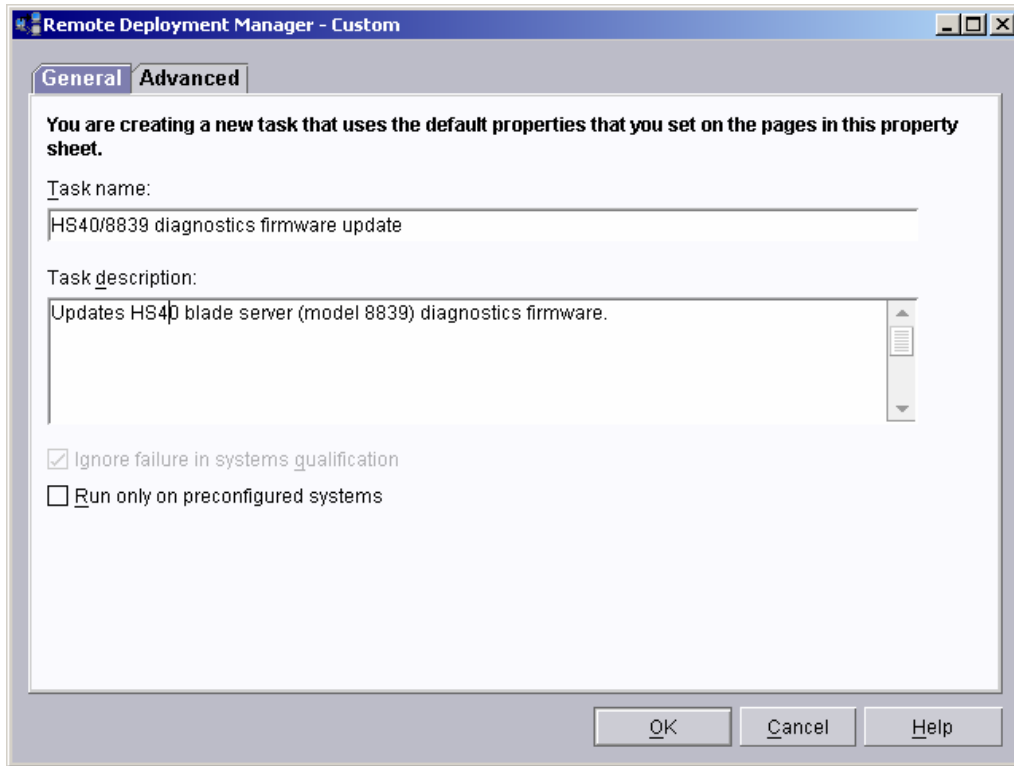 Remote Deployment Manager - Custom
General
Advanced
You are creating a new task that uses the default properties that you set on the pages in this property
sheet.
Task name:
HS40/8839 diagnostics firmware update
Task description:
Updates HS40 blade server (model 8839) diagnostics firmware.
Ignore failure in systems qualification
Run only on preconfigured systems
OK
Cancel
Help